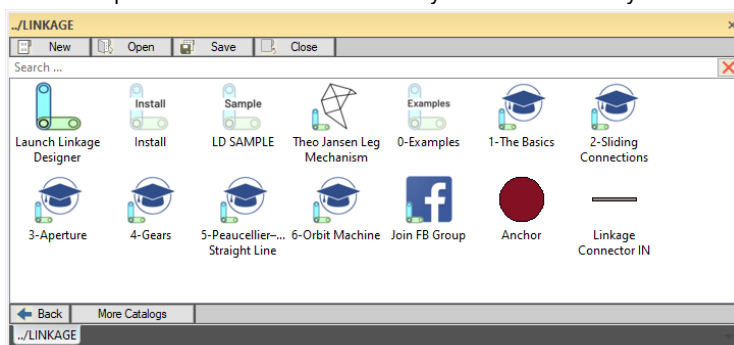 ../LINKAGE
New Open Save Close
Search ...
Launch Linkage Designer
Install
Install
Sample
LD SAMPLE
Theo Jansen Leg Mechanism
Examples
0-Examples
1-The Basics
2-Sliding Connections
3-Aperture
4-Gears
5-Peaucellier–... Straight Line
6-Orbit Machine
f
Join FB Group
Anchor
Linkage Connector IN
Back More Catalogs
../LINKAGE